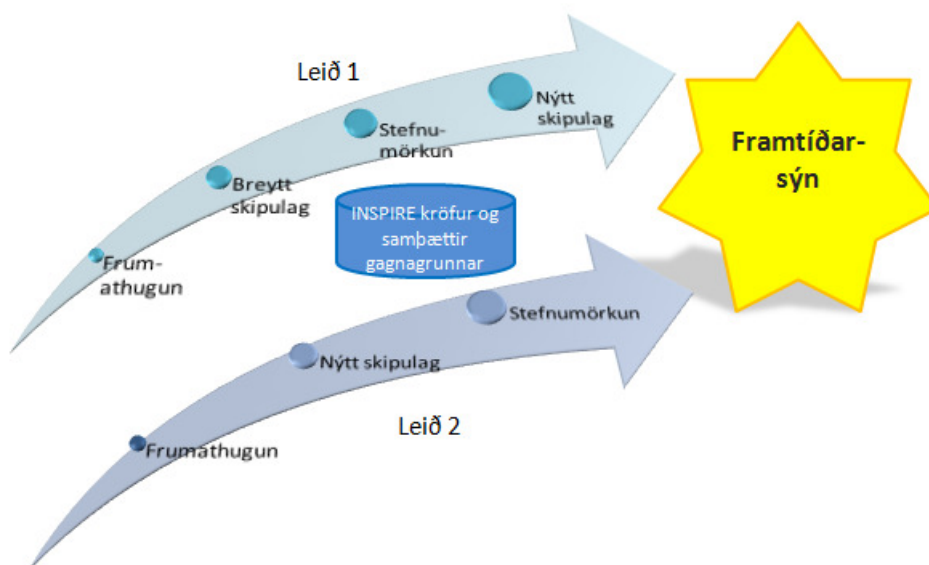 Leið 1
Nýtt
skipulag
Stefnu-
mörkun
Breytt
skipulag
Frum-
athugun
INSPIRE kröfur og
samþættir
gagnagrunnar
Framtíðar-
sýn
Stefnumörkun
Nýtt skipulag
Frumathugun
Leið 2